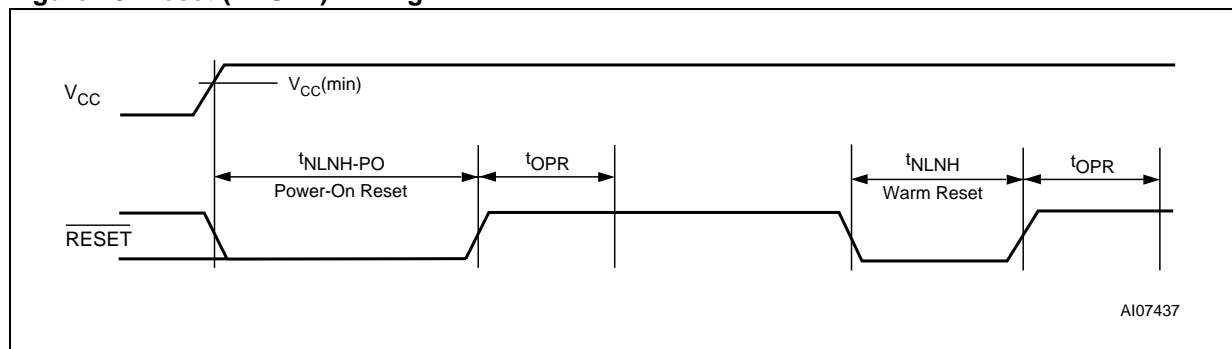 VCC
VCC(min)
tNLNH-PO
Power-On Reset
tOPR
tNLNH
Warm Reset
tOPR
RESET
AI07437